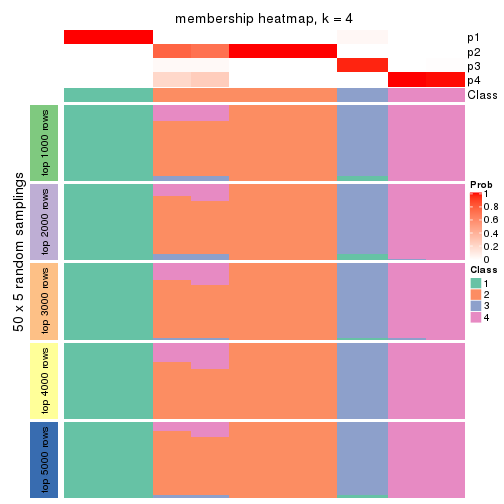 membership heatmap, k = 4
p1
p2
p3
p4
Class
50 x 5 random samplings
top 1000 rows
top 2000 rows
top 3000 rows
top 4000 rows
top 5000 rows
Prob
1
0.8
0.6
0.4
0.2
0
Class
1
2
3
4